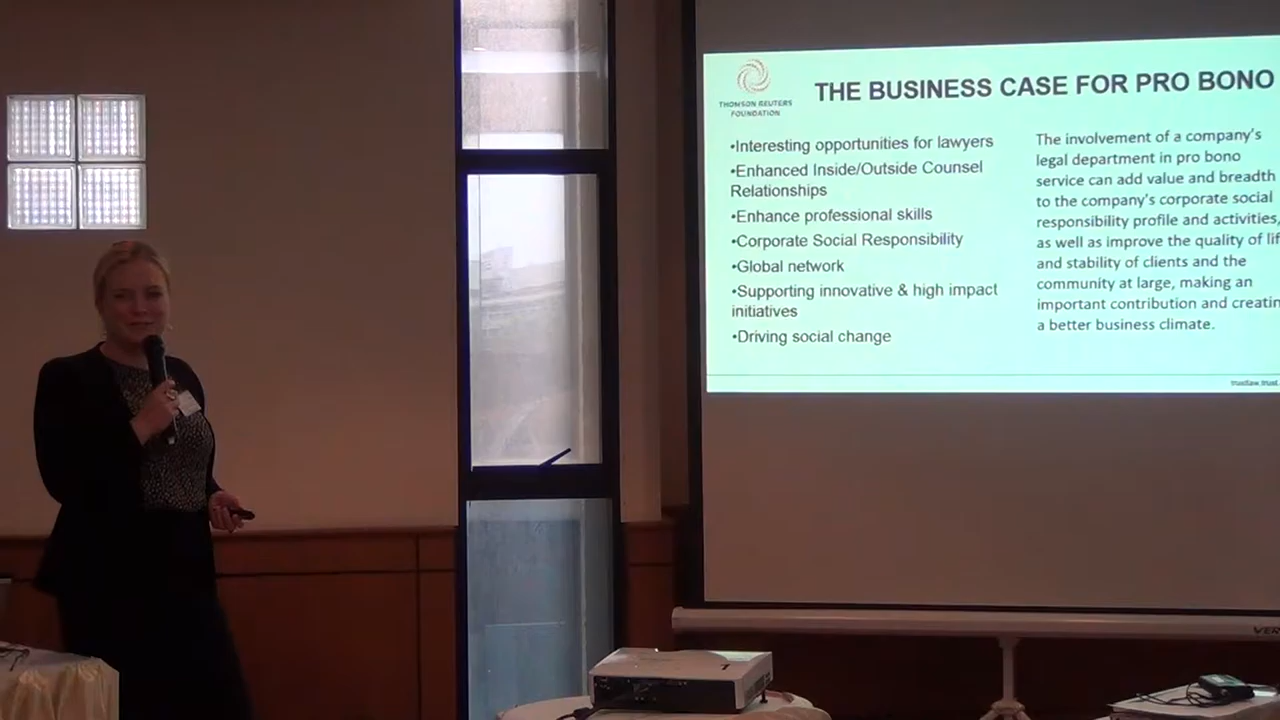 THOMSON REUTERS
FOUNDATION
THE BUSINESS CASE FOR PRO BONO
•Interesting opportunities for lawyers
•Enhanced Inside/Outside Counsel
Relationships
•Enhance professional skills
•Corporate Social Responsibility
•Global network
•Supporting innovative & high impact
initiatives
•Driving social change
The involvement of a company's
legal department in pro bono
service can add value and breadth
to the company's corporate social
responsibility profile and activities,
as well as improve the quality of lif
and stability of clients and the
community at large, making an
important contribution and creatin
a better business climate.